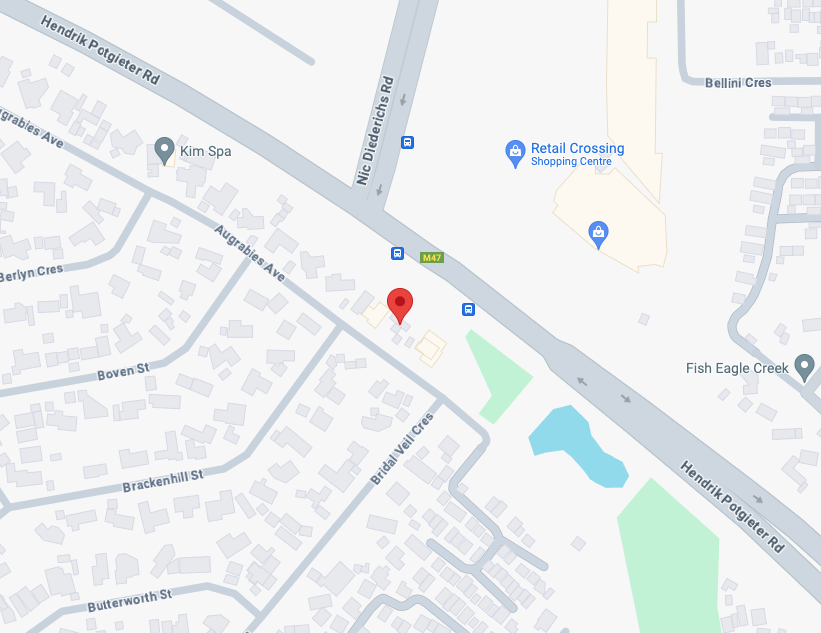 Hendrik Potgieter Rd
Bellini Cres
Nic Diederichs Rd
ugrabies Ave
Kim Spa
Retail Crossing
Shopping Centre
Augrabies Ave
M47
Berlyn Cres
Boven St
Fish Eagle Creek
Bridal Veil Cres
Brackenhill St
Hendrik Potgieter Rd
Butterworth St